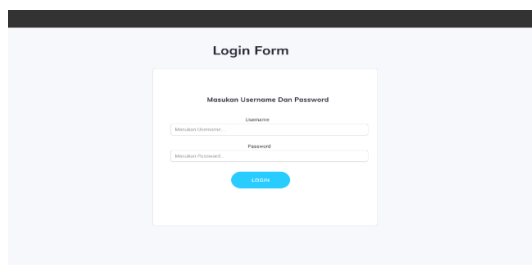 Login Form
Masukan Username Dan Password
Username
Masukan Username..
Password
Masukan Password..
LOGIN